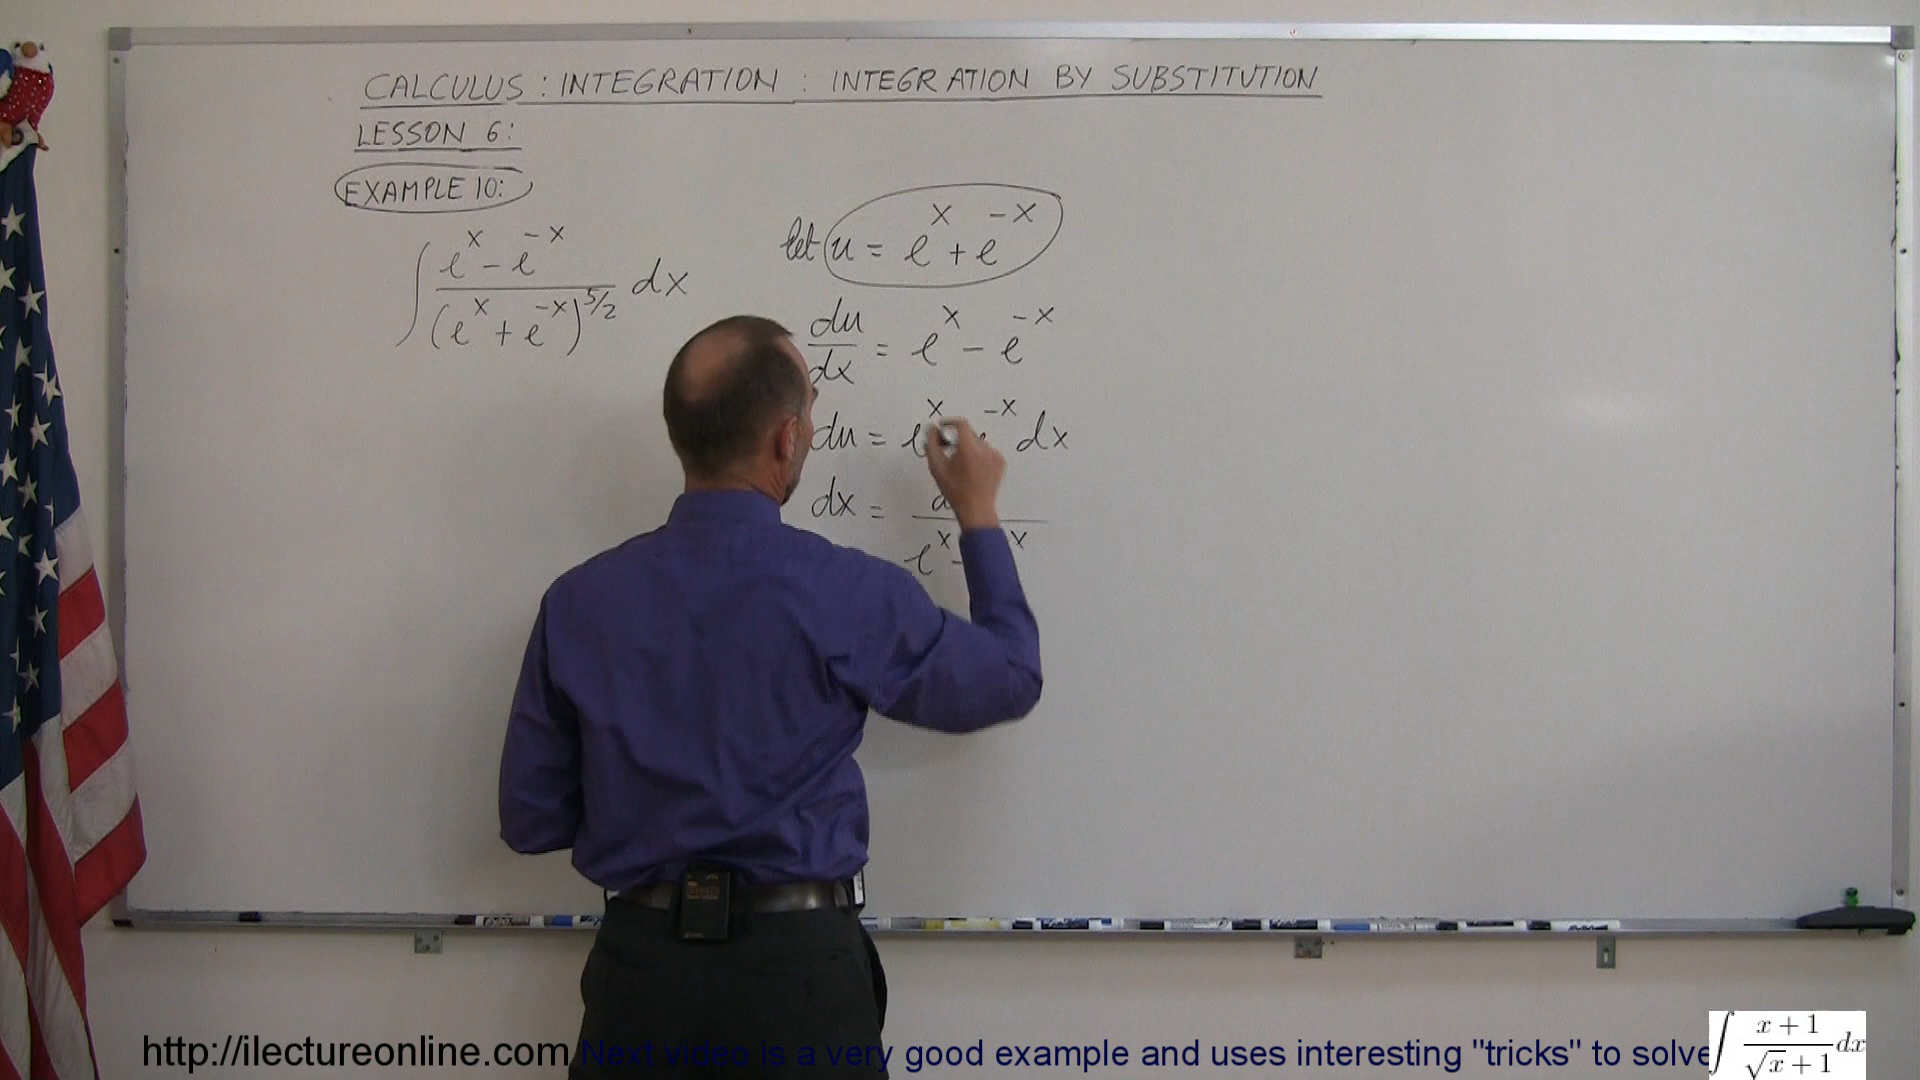 CALCULUS : INTEGRATION : INTEGRATION BY SUBSTITUTION
LESSON 6:
EXAMPLE 10:
∫ (e^x - e^-x) / (e^x + e^-x)^5/2 dx
let u = e^x + e^-x
du/dx = e^x - e^-x
du = e^x e^-x dx
dx =
e^x - x
http://ilectureonline.com Next video is a very good example and uses interesting "tricks" to solve ∫ (x + 1) / (√x + 1) dx